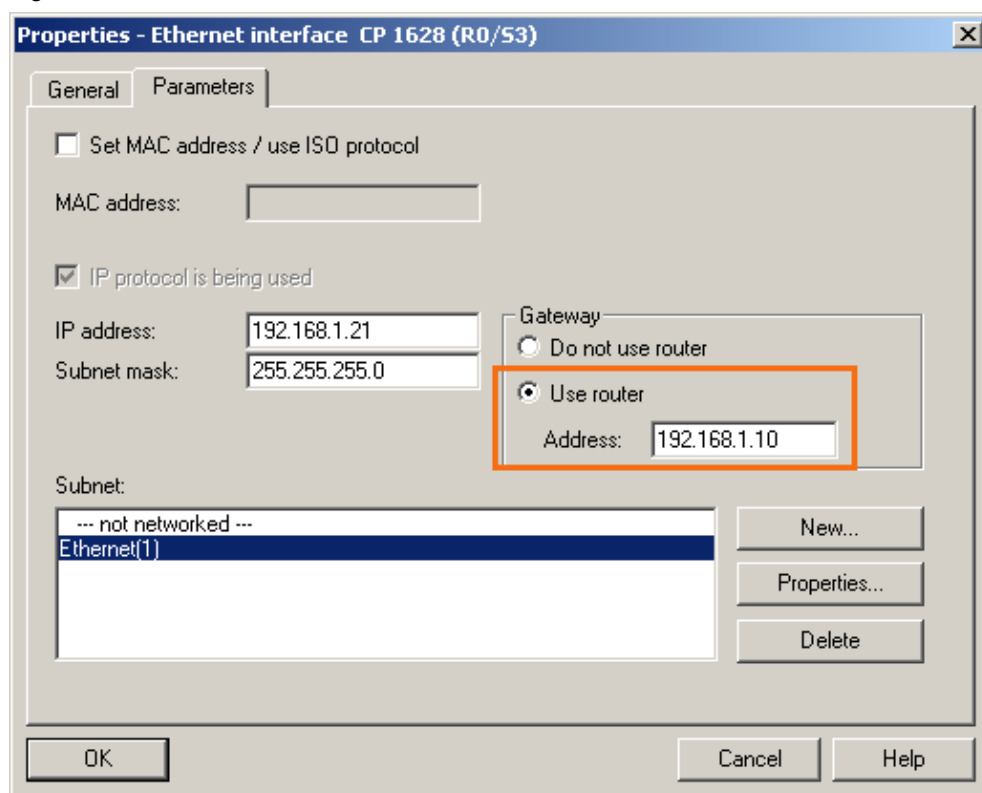 Properties - Ethernet interface CP 1628 (R0/S3)
General Parameters
Set MAC address / use ISO protocol
MAC address:
IP protocol is being used
IP address: 192.168.1.21
Subnet mask: 255.255.255.0
Gateway
Do not use router
Use router
Address: 192.168.1.10
Subnet:
--- not networked ---
Ethernet(1)
New...
Properties...
Delete
OK Cancel Help